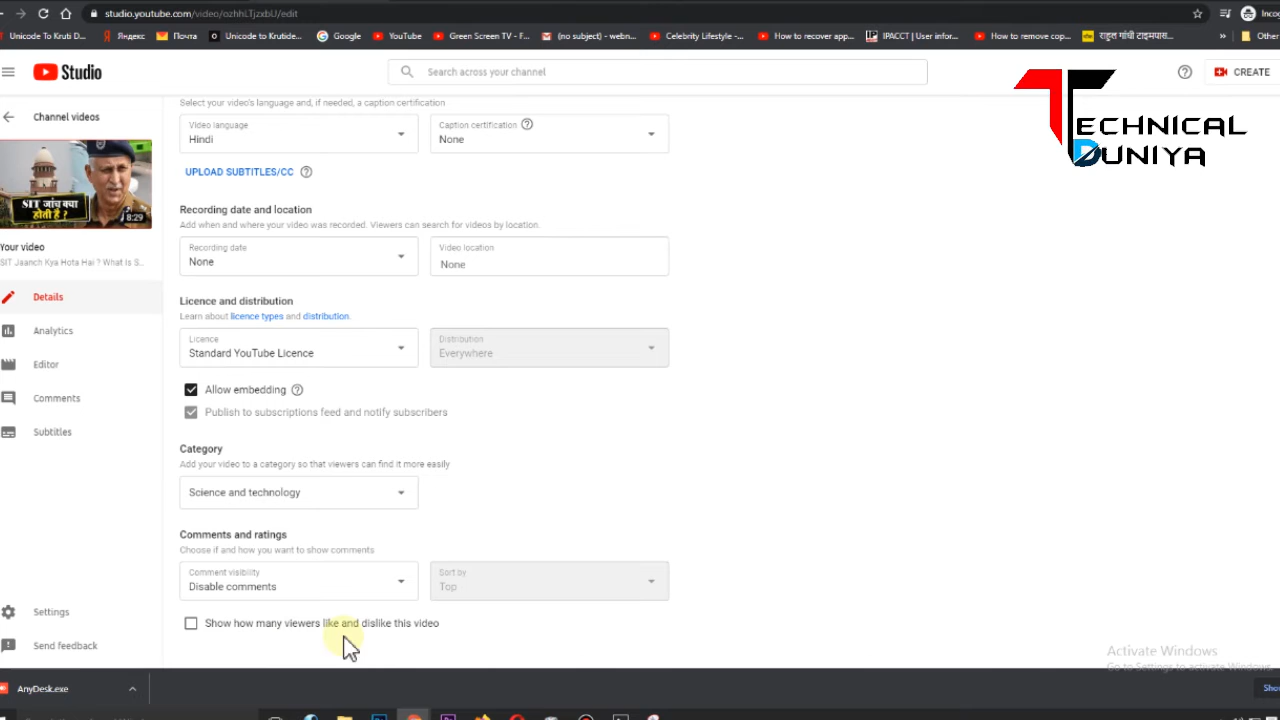 studio.youtube.com/video/ozhhLTjzxbU/edit
Inco
Unicode To Kruti D...
Яндекс
Почта
Unicode to Krutide...
Google
YouTube
Green Screen TV - F...
(no subject) - webn...
Celebrity Lifestyle -...
How to recover app...
IPACCT | User infor...
How to remove cop...
राहुल गांधी की टाइमपास...
»
Other
Studio
Search across your channel
CREATE
TECHNICAL
DUNIYA
Channel videos
SIT जांच क्या
होती है ?
8:29
Your video
SIT Jaanch Kya Hota Hai ? What Is S...
Details
Analytics
Editor
Comments
Subtitles
Settings
Send feedback
Select your video's language and, if needed, a caption certification
Video language
Hindi
Caption certification
None
UPLOAD SUBTITLES/CC
Recording date and location
Add when and where your video was recorded. Viewers can search for videos by location.
Recording date
None
Video location
None
Licence and distribution
Learn about licence types and distribution.
Licence
Standard YouTube Licence
Distribution
Everywhere
Allow embedding
Publish to subscriptions feed and notify subscribers
Category
Add your video to a category so that viewers can find it more easily
Science and technology
Comments and ratings
Choose if and how you want to show comments
Comment visibility
Disable comments
Sort by
Top
Show how many viewers like and dislike this video
Activate Windows
Go to Settings to activate Windows.
AnyDesk.exe
Sho